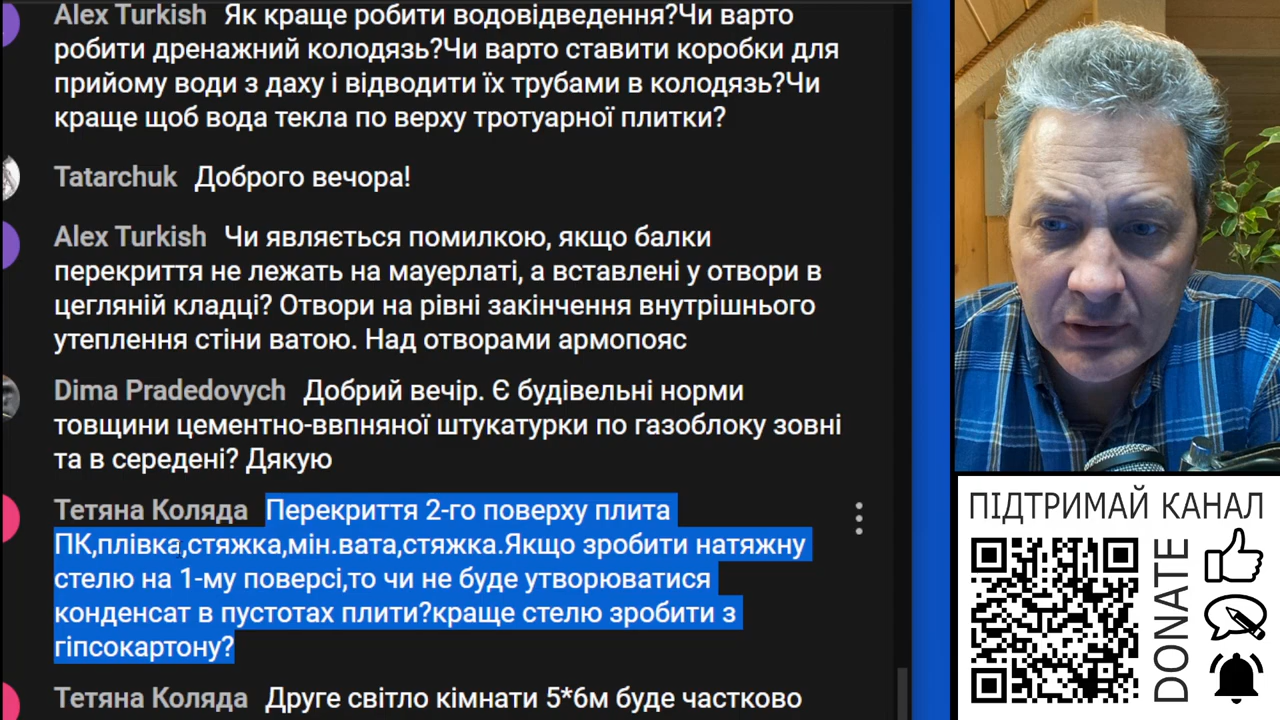 Alex Turkish Як краще робити водовідведення?Чи варто
робити дренажний колодязь?Чи варто ставити коробки для
прийому води з даху і відводити їх трубами в колодязь?Чи
краще щоб вода текла по верху тротуарної плитки?
Tatarchuk Доброго вечора!
Alex Turkish Чи являється помилкою, якщо балки
перекриття не лежать на мауерлаті, а вставлені у отвори в
цегляній кладці? Отвори на рівні закінчення внутрішнього
утеплення стіни ватою. Над отворами армопояс
Dima Pradedovych Добрий вечір. Є будівельні норми
товщини цементно-ввпняної штукатурки по газоблоку зовні
та в середені? Дякую
Тетяна Коляда Перекриття 2-го поверху плита
ПК,плівка,стяжка,мін.вата,стяжка.Якщо зробити натяжну
стелю на 1-му поверсі,то чи не буде утворюватися
конденсат в пустотах плити?краще стелю зробити з
гіпсокартону?
Тетяна Коляда Друге світло кімнати 5*6м буде частково
ПІДТРИМАЙ КАНАЛ
DONATE